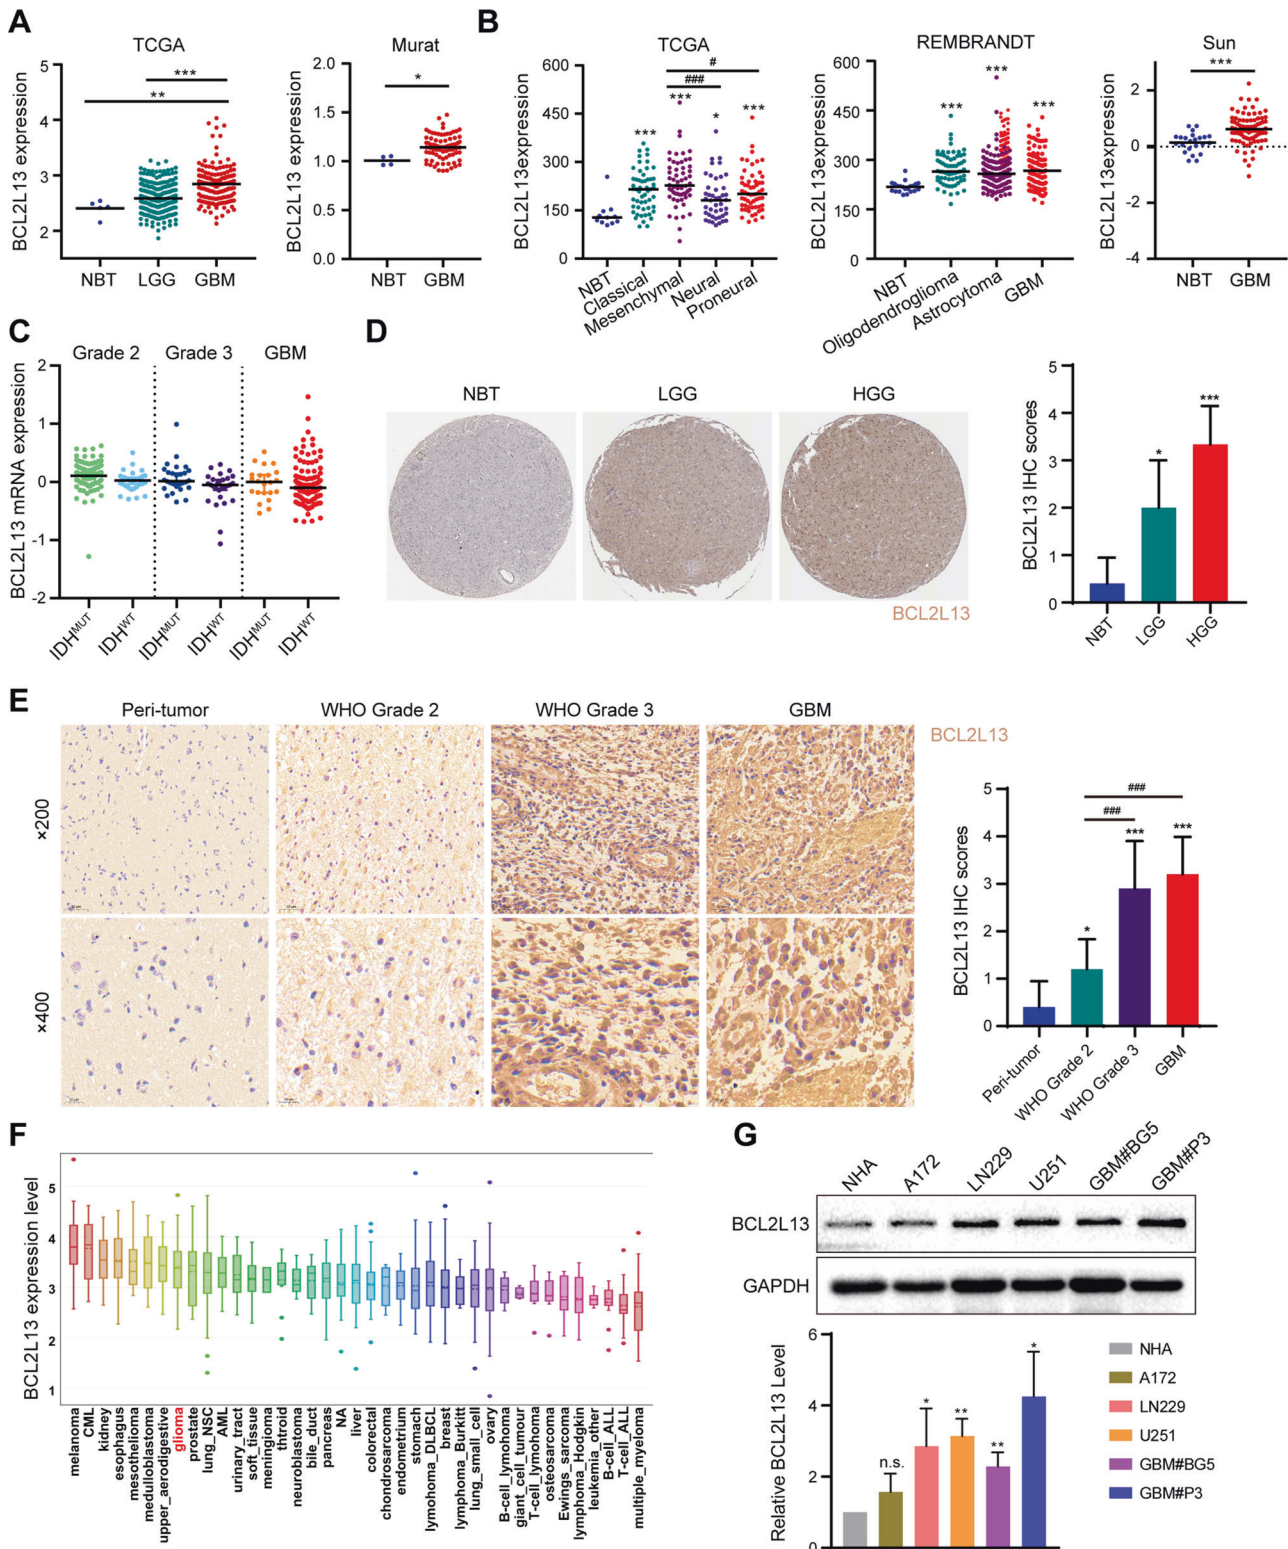 A
TCGA
BCL2L13 expression
5
4
3
2
**
***
NBT
LGG
GBM
Murat
BCL2L13 expression
2.0
1.5
1.0
0.5
0.0
*
NBT
GBM
B
TCGA
BCL2L13expression
600
450
300
150
0
#
###
***
***
*
***
NBT
Classical
Mesenchymal
Neural
Proneural
REMBRANDT
BCL2L13expression
600
450
300
150
0
***
***
***
NBT
Oligodendroglioma
Astrocytoma
GBM
Sun
BCL2L13 expression
2
0
-2
-4
***
NBT
GBM
C
Grade 2
Grade 3
GBM
BCL2L13 mRNA expression
2
1
0
-1
-2
IDHMUT
IDHWT
IDHMUT
IDHWT
IDHMUT
IDHWT
D
NBT
LGG
HGG
BCL2L13
BCL2L13 IHC scores
5
4
3
2
1
0
*
***
NBT
LGG
HGG
E
Peri-tumor
WHO Grade 2
WHO Grade 3
GBM
BCL2L13
×200
×400
BCL2L13 IHC scores
5
4
3
2
1
0
###
###
*
***
***
Peri-tumor
WHO Grade 2
WHO Grade 3
GBM
F
BCL2L13 expression level
5
4
3
2
1
melanoma
CML
kidney
esophagus
mesothelioma
medulloblastoma
upper_aerodigestive
glioma
prostate
lung_NSC
AML
urinary_tract
soft_tissue
meningioma
thtroid
neuroblastoma
bile_duct
pancreas
NA
liver
colorectal
chondrosarcoma
endometrium
stomach
lymohoma_DLBCL
breast
lymphoma_Burkitt
lung_small_cell
ovary
B-cell_lymohoma
giant_cell_tumour
T-cell_lymohoma
osteosarcoma
Ewings_sarcoma
lymphoma_Hodgkin
leukemia_other
B-cell_ALL
T-cell_ALL
multiple_myeloma
G
NHA
A172
LN229
U251
GBM#BG5
GBM#P3
BCL2L13
GAPDH
Relative BCL2L13 Level
6
4
2
0
n.s.
*
**
**
*
NHA
A172
LN229
U251
GBM#BG5
GBM#P3